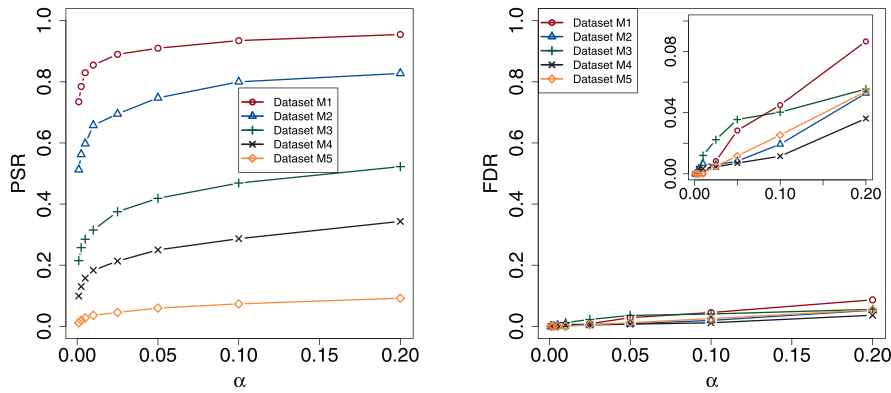 PSR
1.0
0.8
0.6
0.4
0.2
0.0
Dataset M1
Dataset M2
Dataset M3
Dataset M4
Dataset M5
0.00
0.05
0.10
0.15
0.20
α
FDR
1.0
0.8
0.6
0.4
0.2
0.0
Dataset M1
Dataset M2
Dataset M3
Dataset M4
Dataset M5
0.08
0.04
0.00
0.00
0.10
0.20
0.00
0.05
0.10
0.15
0.20
α